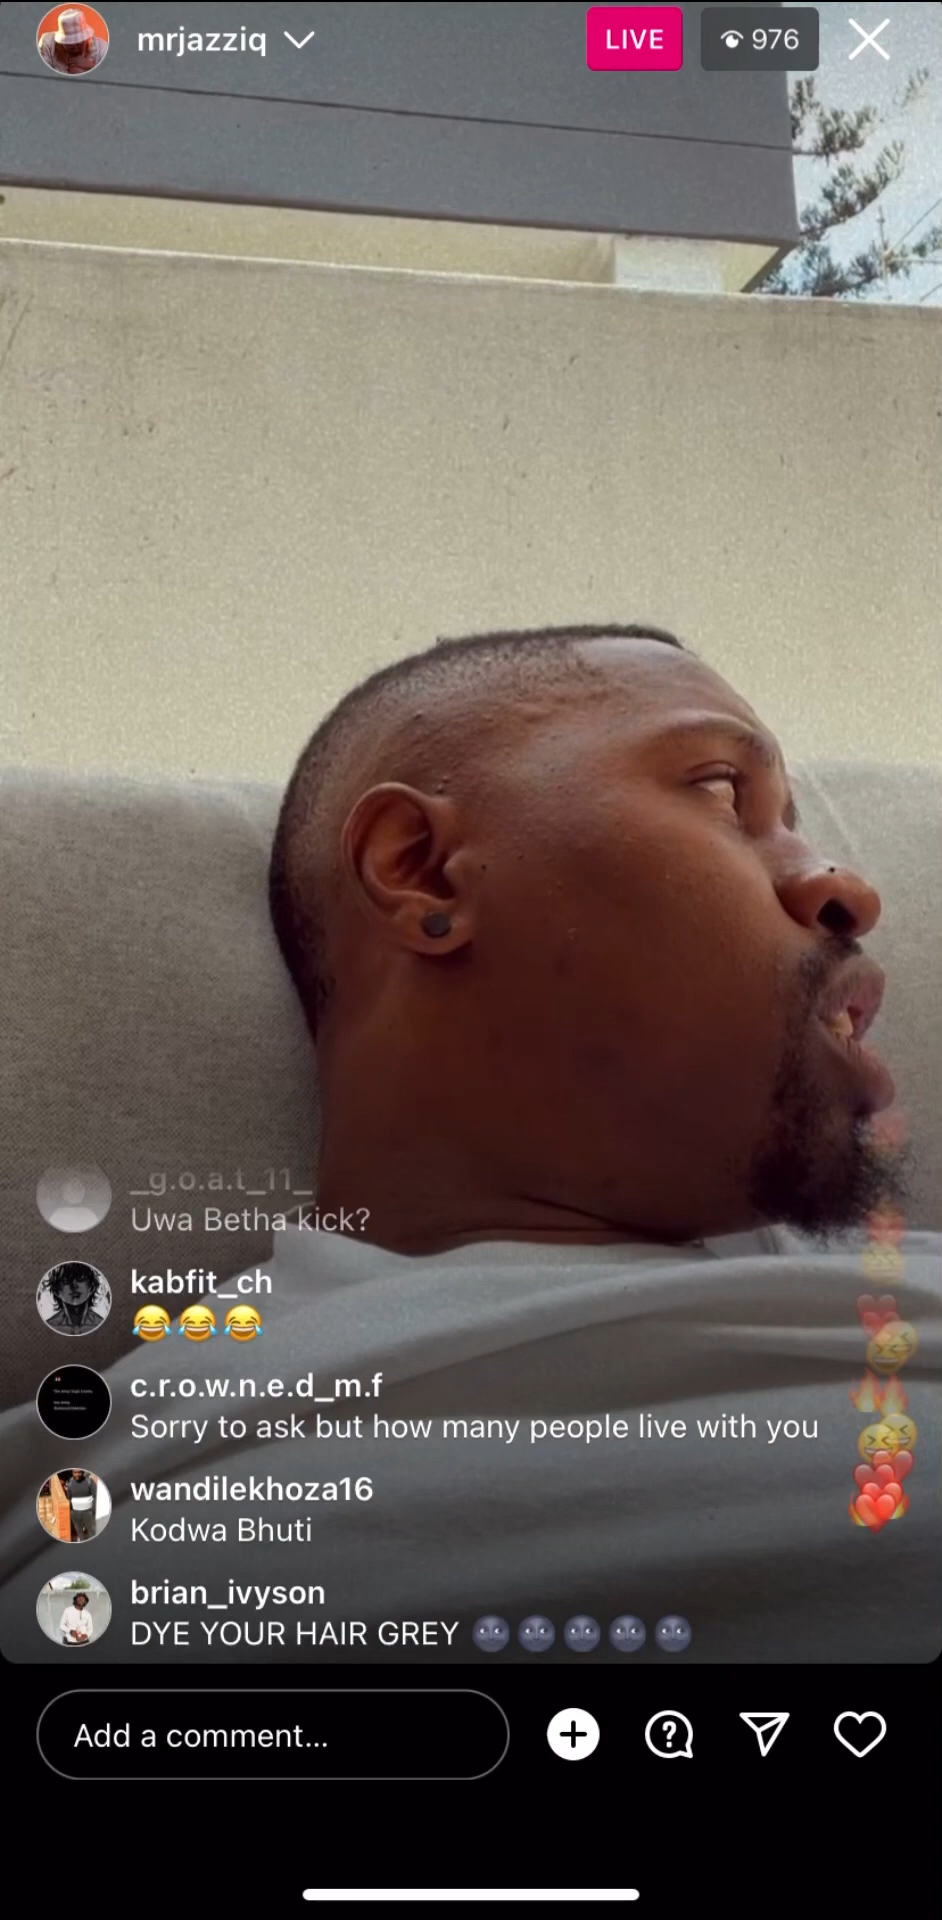 mrjazziq
LIVE
976
_g.o.a.t_11_
Uwa Betha kick?
kabfit_ch
😂😂😂
c.r.o.w.n.e.d_m.f
Sorry to ask but how many people live with you
wandilekhoza16
Kodwa Bhuti
brian_ivyson
DYE YOUR HAIR GREY 🌚🌚🌚🌚🌚
Add a comment...